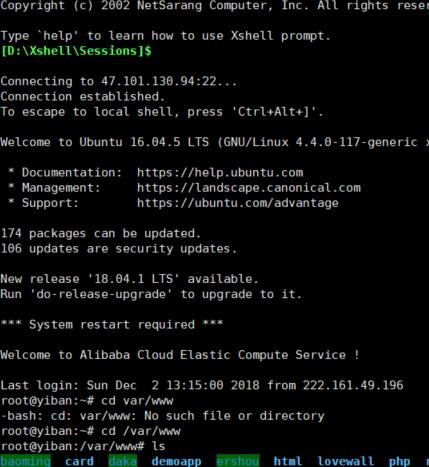 Copyright (c) 2002 NetSarang Computer, Inc. All rights
Type `help' to learn how to use Xshell prompt.
[D:\Xshell\Sessions]$
Connecting to 47.101.130.94:22...
Connection established.
To escape to local shell, press 'Ctrl+Alt+]'.
Welcome to Ubuntu 16.04.5 LTS (GNU/Linux 4.4.0-117-generic
* Documentation: https://help.ubuntu.com
* Management: https://landscape.canonical.com
* Support: https://ubuntu.com/advantage
174 packages can be updated.
106 updates are security updates.
New release '18.04.1 LTS' available.
Run 'do-release-upgrade' to upgrade to it.
*** System restart required ***
Welcome to Alibaba Cloud Elastic Compute Service !
Last login: Sun Dec  2 13:15:00 2018 from 222.161.49.196
root@yiban:~# cd var/www
-bash: cd: var/www: No such file or directory
root@yiban:~# cd /var/www
root@yiban:/var/www# ls
baoming card daka demoapp ershou html lovewall php